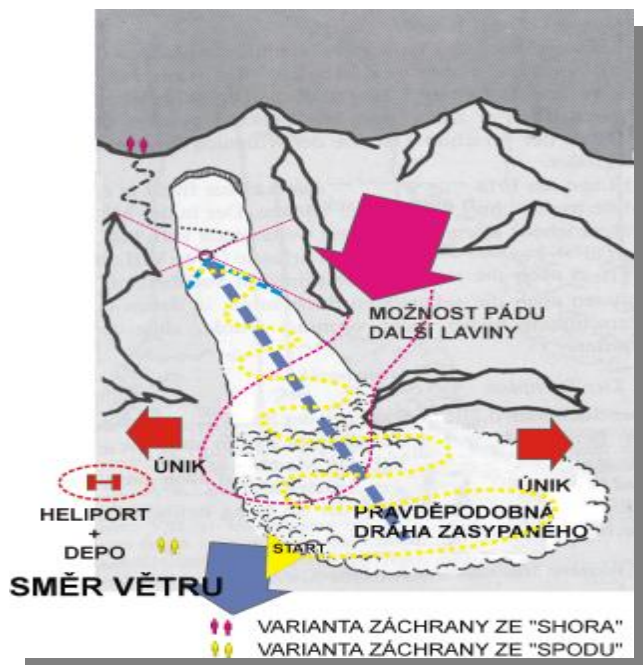 MOŽNOST PÁDU
DALŠÍ LAVINY
ÚNIK
ÚNIK
HELIPORT
+
DEPO
PRAVDĚPODOBNÁ
DRÁHA ZASYPANÉHO
START
SMĚR VĚTRU
VARIANTA ZÁCHRANY ZE "SHORA"
VARIANTA ZÁCHRANY ZE "SPODU"